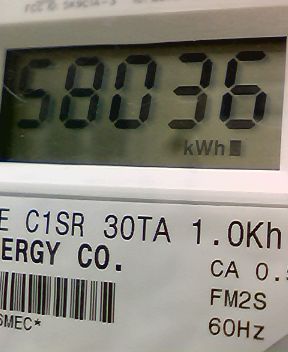 58036
kWh
E C1SR 30TA 1.0Kh
ERGY CO.
CA 0.5
FM2S
60Hz
SMEC*